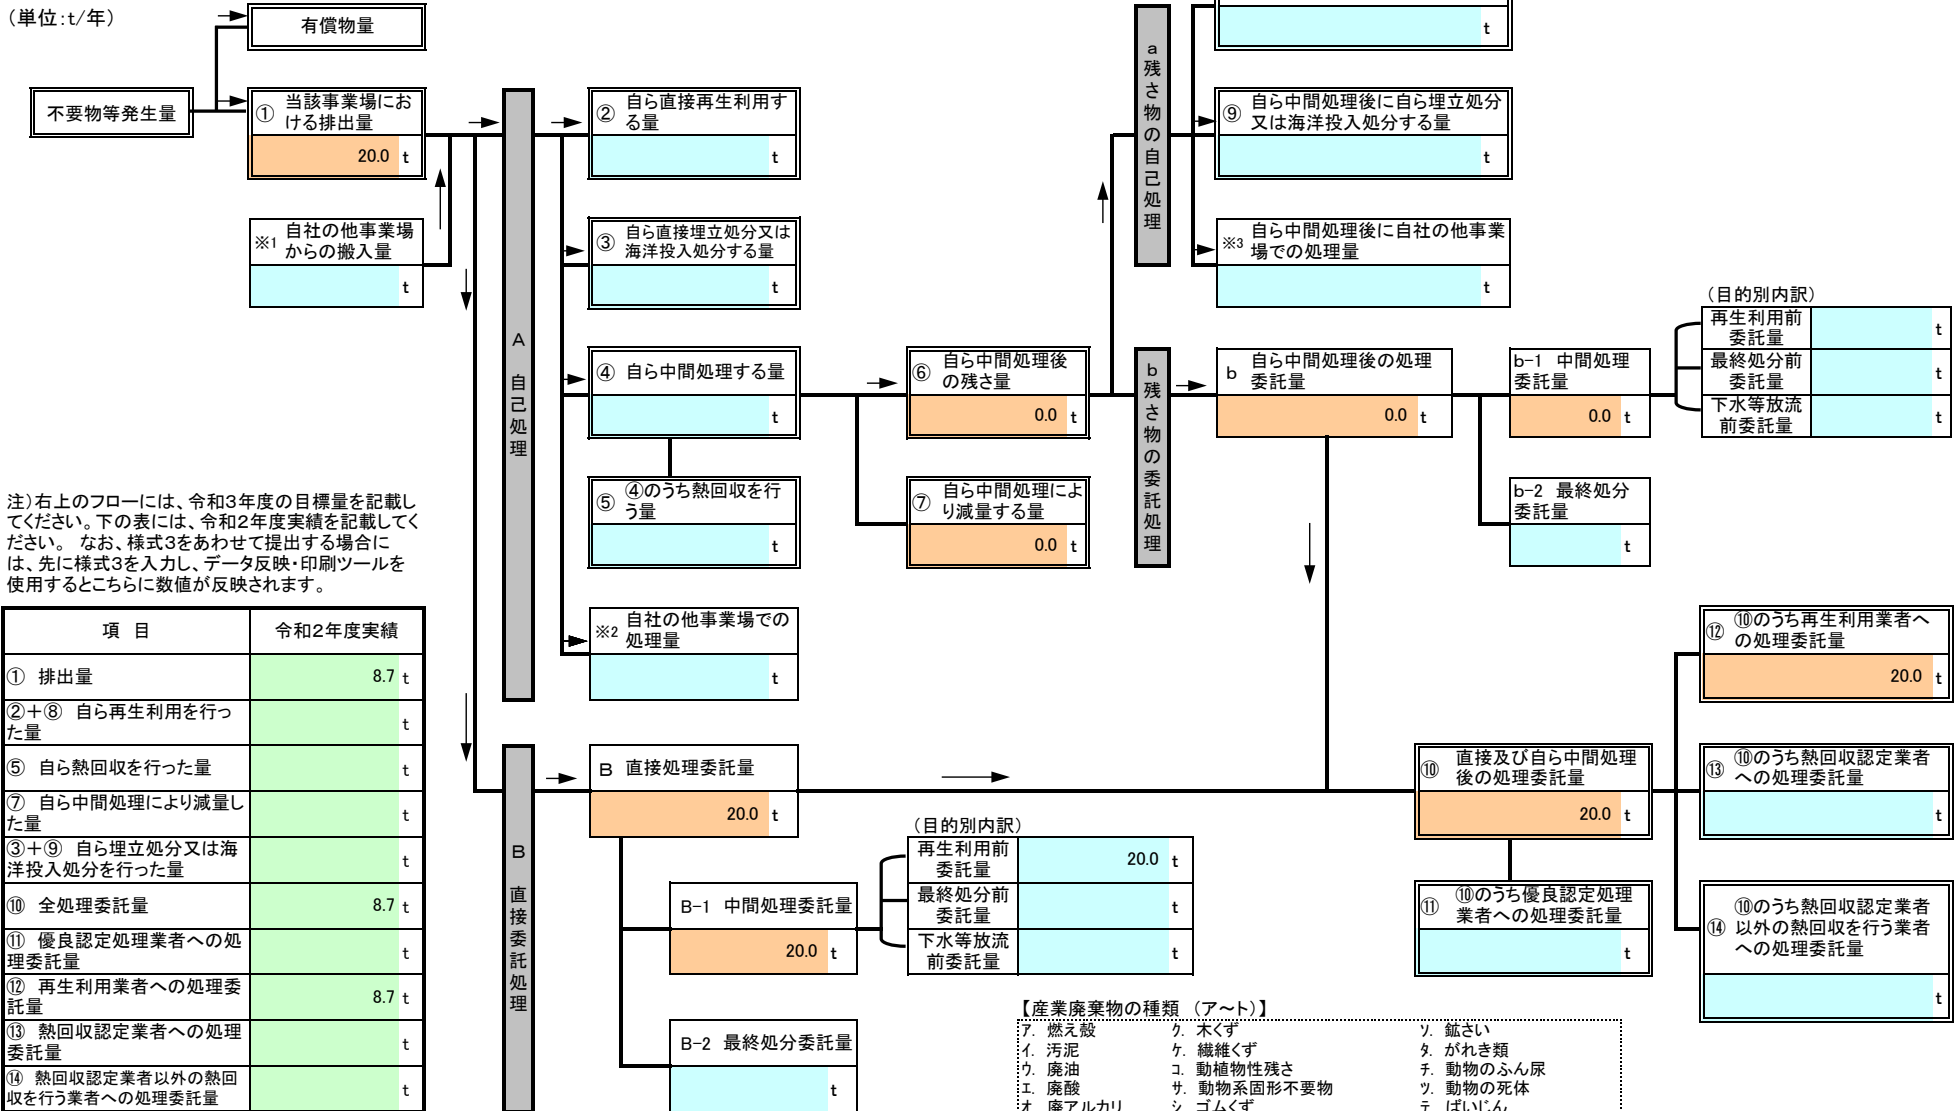 (単位:t/年)
有償物量
不要物等発生量
① 当該事業場にお
ける排出量
20.0 t
※1 自社の他事業場
からの搬入量
t
A 自己処理
② 自ら直接再生利用す
る量
t
③ 自ら直接埋立処分又は
海洋投入処分する量
t
④ 自ら中間処理する量
t
⑤ ④のうち熱回収を行
う量
t
※2 自社の他事業場での
処理量
t
⑥ 自ら中間処理後
の残さ量
0.0 t
⑦ 自ら中間処理によ
り減量する量
0.0 t
a 残さ物の自己処理
t
⑨ 自ら中間処理後に自ら埋立処分
又は海洋投入処分する量
t
※3 自ら中間処理後に自社の他事業
場での処理量
t
b 残さ物の委託処理
b 自ら中間処理後の処理
委託量
0.0 t
b-1 中間処理
委託量
0.0 t
(目的別内訳)
再生利用前
委託量
t
最終処分前
委託量
t
下水等放流
前委託量
t
b-2 最終処分
委託量
t
注)右上のフローには、令和3年度の目標量を記載し
てください。下の表には、令和2年度実績を記載してく
ださい。 なお、様式3をあわせて提出する場合に
は、先に様式3を入力し、データ反映・印刷ツールを
使用するとこちらに数値が反映されます。
項 目 令和2年度実績
① 排出量 8.7 t
②+⑧ 自ら再生利用を行っ
た量
t
⑤ 自ら熱回収を行った量 t
⑦ 自ら中間処理により減量し
た量
t
③+⑨ 自ら埋立処分又は海
洋投入処分を行った量
t
⑩ 全処理委託量 8.7 t
⑪ 優良認定処理業者への処
理委託量
t
⑫ 再生利用業者への処理委
託量
8.7 t
⑬ 熱回収認定業者への処理
委託量
t
⑭ 熱回収認定業者以外の熱回
収を行う業者への処理委託量
t
B 直接委託処理
B 直接処理委託量
20.0 t
B-1 中間処理委託量
20.0 t
(目的別内訳)
再生利用前
委託量
20.0 t
最終処分前
委託量
t
下水等放流
前委託量
t
B-2 最終処分委託量
t
⑩ 直接及び自ら中間処理
後の処理委託量
20.0 t
⑪ ⑩のうち優良認定処理
業者への処理委託量
t
⑫ ⑩のうち再生利用業者へ
の処理委託量
20.0 t
⑬ ⑩のうち熱回収認定業者
への処理委託量
t
⑭ ⑩のうち熱回収認定業者
以外の熱回収を行う業者
への処理委託量
t
【産業廃棄物の種類 (ア~ト)】
ア. 燃え殻 ク. 木くず ソ. 鉱さい
イ. 汚泥 ケ. 繊維くず タ. がれき類
ウ. 廃油 コ. 動植物性残さ チ. 動物のふん尿
エ. 廃酸 サ. 動物系固形不要物 ツ. 動物の死体
オ. 廃アルカリ シ. ゴムくず テ. ばいじん